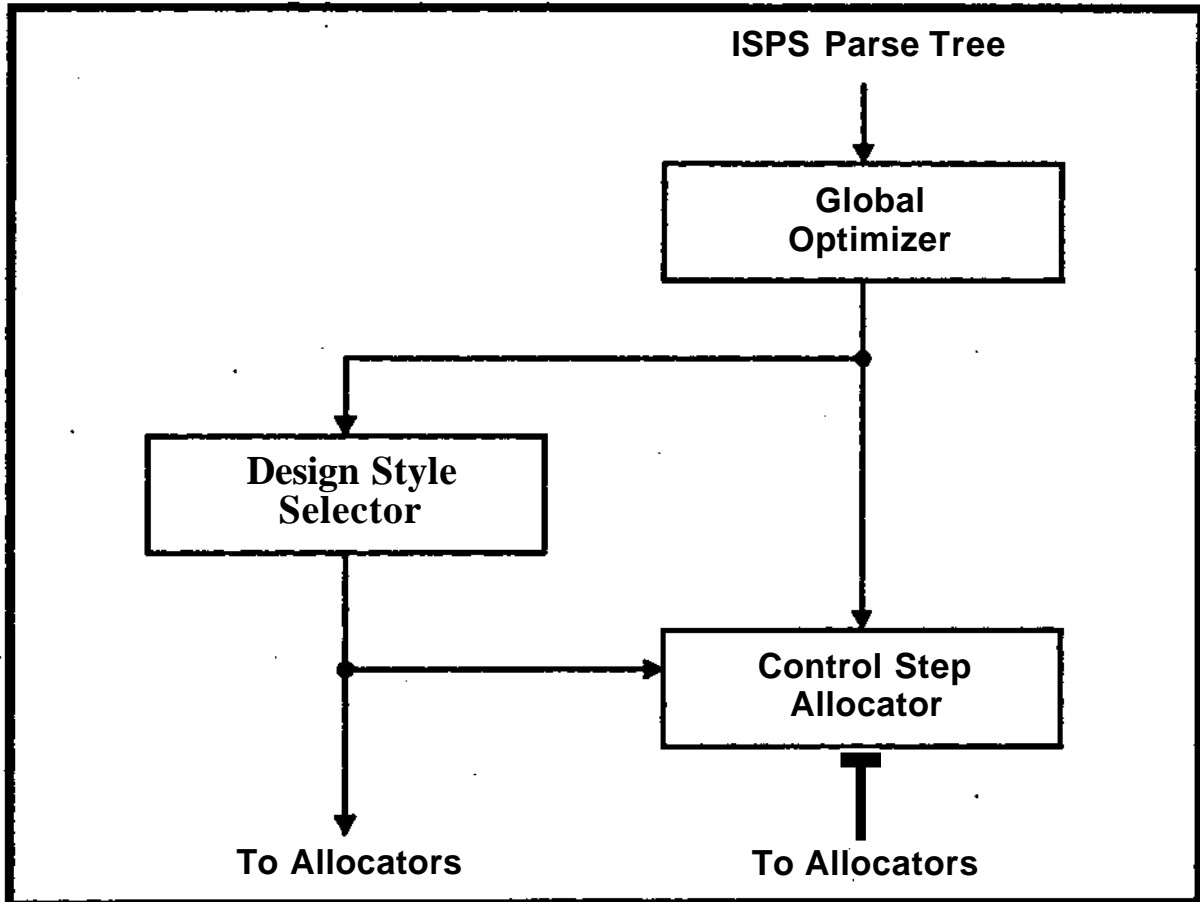 ISPS Parse Tree
Global
Optimizer
Design Style
Selector
Control Step
Allocator
To Allocators
To Allocators